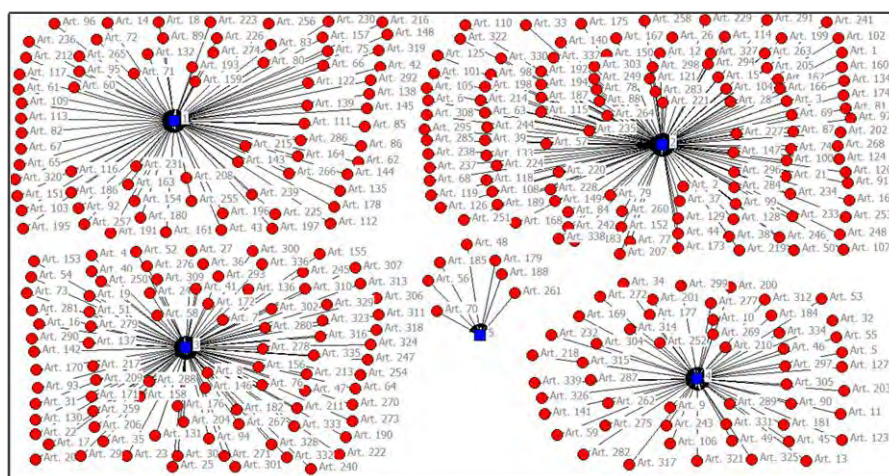 Art. 96
Art. 14
Art. 18
Art. 223
Art. 256
Art. 230
Art. 216
Art. 236
Art. 72
Art. 89
Art. 226
Art. 83
Art. 157
Art. 148
Art. 212
Art. 265
Art. 132
Art. 274
Art. 75
Art. 319
Art. 117
Art. 95
Art. 71
Art. 193
Art. 80
Art. 66
Art. 42
Art. 61
Art. 60
Art. 159
Art. 122
Art. 292
Art. 109
Art. 138
Art. 113
Art. 139
Art. 145
Art. 82
Art. 111
Art. 85
Art. 67
Art. 215
Art. 286
Art. 86
Art. 65
Art. 116
Art. 231
Art. 143
Art. 164
Art. 62
Art. 320
Art. 163
Art. 208
Art. 266
Art. 144
Art. 151
Art. 186
Art. 154
Art. 255
Art. 239
Art. 135
Art. 103
Art. 92
Art. 180
Art. 196
Art. 225
Art. 178
Art. 195
Art. 257
Art. 191
Art. 161
Art. 43
Art. 197
Art. 112
Art. 110
Art. 33
Art. 175
Art. 258
Art. 229
Art. 291
Art. 241
Art. 322
Art. 140
Art. 167
Art. 26
Art. 114
Art. 199
Art. 102
Art. 125
Art. 330
Art. 150
Art. 12
Art. 327
Art. 263
Art. 101
Art. 98
Art. 192
Art. 303
Art. 298
Art. 294
Art. 205
Art. 160
Art. 105
Art. 194
Art. 249
Art. 121
Art. 15
Art. 166
Art. 6
Art. 214
Art. 187
Art. 78
Art. 283
Art. 104
Art. 308
Art. 63
Art. 115
Art. 88
Art. 264
Art. 221
Art. 28
Art. 3
Art. 295
Art. 244
Art. 235
Art. 69
Art. 285
Art. 39
Art. 57
Art. 227
Art. 87
Art. 202
Art. 238
Art. 147
Art. 74
Art. 268
Art. 237
Art. 224
Art. 220
Art. 296
Art. 100
Art. 124
Art. 68
Art. 118
Art. 228
Art. 79
Art. 2
Art. 284
Art. 21
Art. 119
Art. 108
Art. 149
Art. 260
Art. 99
Art. 234
Art. 126
Art. 189
Art. 84
Art. 152
Art. 129
Art. 128
Art. 233
Art. 251
Art. 168
Art. 242
Art. 77
Art. 44
Art. 38
Art. 246
Art. 338
Art. 207
Art. 173
Art. 219
Art. 50
Art. 107
Art. 48
Art. 185
Art. 179
Art. 56
Art. 188
Art. 70
Art. 261
5
Art. 153
Art. 4
Art. 52
Art. 27
Art. 300
Art. 155
Art. 54
Art. 40
Art. 276
Art. 36
Art. 336
Art. 307
Art. 73
Art. 250
Art. 309
Art. 293
Art. 245
Art. 313
Art. 281
Art. 19
Art. 41
Art. 136
Art. 310
Art. 306
Art. 16
Art. 51
Art. 172
Art. 302
Art. 329
Art. 311
Art. 290
Art. 279
Art. 58
Art. 280
Art. 323
Art. 318
Art. 142
Art. 137
Art. 278
Art. 316
Art. 324
Art. 170
Art. 217
Art. 335
Art. 247
Art. 93
Art. 209
Art. 288
Art. 8
Art. 156
Art. 213
Art. 254
Art. 31
Art. 171
Art. 158
Art. 146
Art. 76
Art. 47
Art. 64
Art. 130
Art. 259
Art. 176
Art. 182
Art. 211
Art. 270
Art. 22
Art. 206
Art. 204
Art. 267
Art. 273
Art. 17
Art. 35
Art. 131
Art. 94
Art. 328
Art. 190
Art. 23
Art. 25
Art. 301
Art. 332
Art. 240
Art. 222
Art. 34
Art. 299
Art. 200
Art. 272
Art. 201
Art. 277
Art. 312
Art. 53
Art. 169
Art. 177
Art. 10
Art. 184
Art. 32
Art. 232
Art. 314
Art. 269
Art. 334
Art. 55
Art. 218
Art. 304
Art. 252
Art. 210
Art. 46
Art. 5
Art. 315
Art. 297
Art. 127
Art. 339
Art. 287
Art. 305
Art. 203
Art. 326
Art. 262
Art. 9
Art. 289
Art. 90
Art. 141
Art. 275
Art. 243
Art. 331
Art. 181
Art. 11
Art. 59
Art. 106
Art. 49
Art. 45
Art. 123
Art. 282
Art. 317
Art. 321
Art. 325
Art. 13